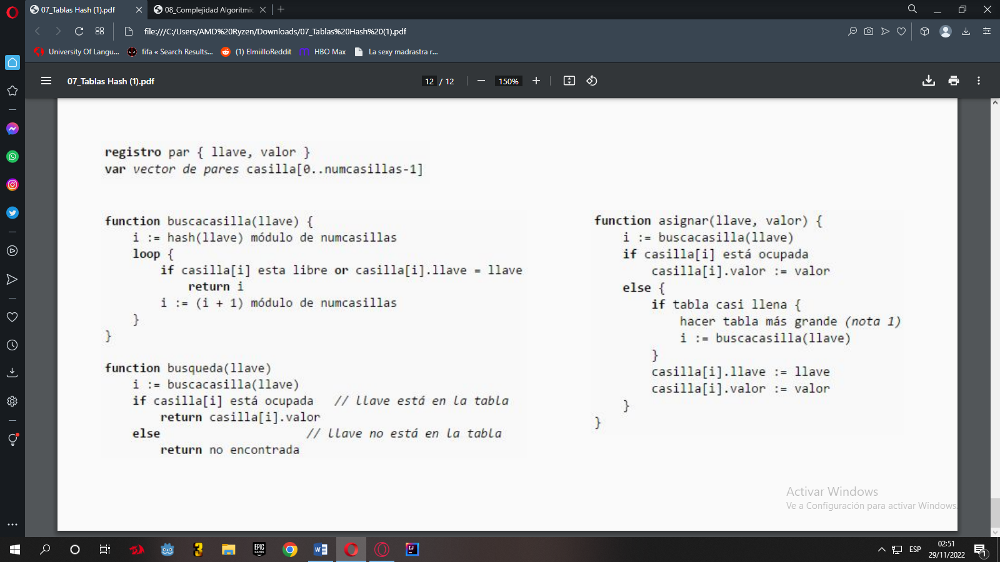 07_Tablas Hash (1).pdf
08_Complejidad Algoritmic
file:///C:/Users/AMD%20Ryzen/Downloads/07_Tablas%20Hash%20(1).pdf
University Of Langu...
fifa « Search Results...
(1) ElmiilloReddit
HBO Max
La sexy madrastra r...
07_Tablas Hash (1).pdf
12 / 12
150%
registro par { llave, valor }
var vector de pares casilla[0..numcasillas-1]
function buscacasilla(llave) {
i := hash(llave) módulo de numcasillas
loop {
if casilla[i] esta libre or casilla[i].llave = llave
return i
i := (i + 1) módulo de numcasillas
}
}
function busqueda(llave)
i := buscacasilla(llave)
if casilla[i] está ocupada // llave está en la tabla
return casilla[i].valor
else // llave no está en la tabla
return no encontrada
function asignar(llave, valor) {
i := buscacasilla(llave)
if casilla[i] está ocupada
casilla[i].valor := valor
else {
if tabla casi llena {
hacer tabla más grande (nota 1)
i := buscacasilla(llave)
}
casilla[i].llave := llave
casilla[i].valor := valor
}
}
Activar Windows
Ve a Configuración para activar Windows.
3
EPIC GAMES
W
IJ
ESP
02:51
29/11/2022
1